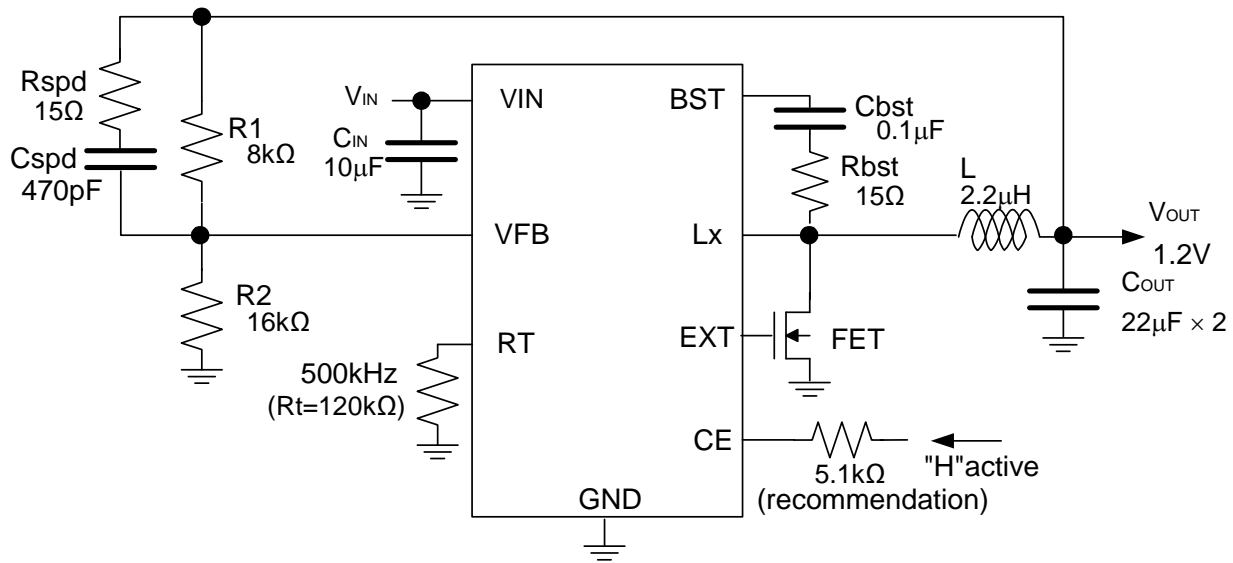 Rspd
15Ω
Cspd
470pF
R1
8kΩ
R2
16kΩ
VIN
CIN
10μF
500kHz
(Rt=120kΩ)
VIN
VFB
RT
GND
BST
Lx
EXT
CE
Cbst
0.1μF
Rbst
15Ω
L
2.2μH
VOUT
1.2V
COUT
22μF × 2
FET
5.1kΩ
(recommendation)
"H"active